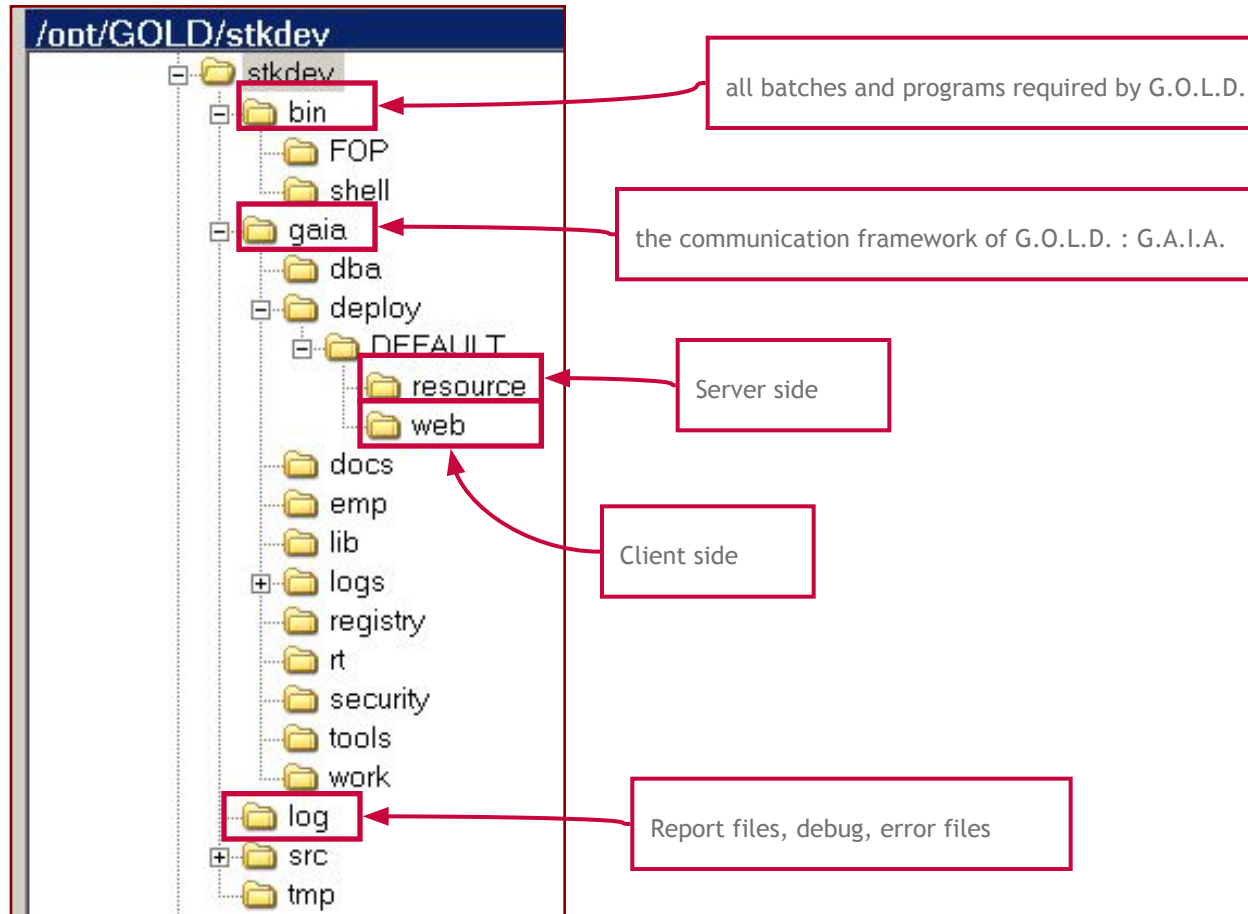 /opt/GOLD/stkdev
stkdev
bin
all batches and programs required by G.O.L.D.
FOP
shell
gaia
the communication framework of G.O.L.D. : G.A.I.A.
dba
deploy
DEFAULT
resource
Server side
web
docs
emp
Client side
lib
logs
registry
rt
security
tools
work
log
Report files, debug, error files
src
tmp